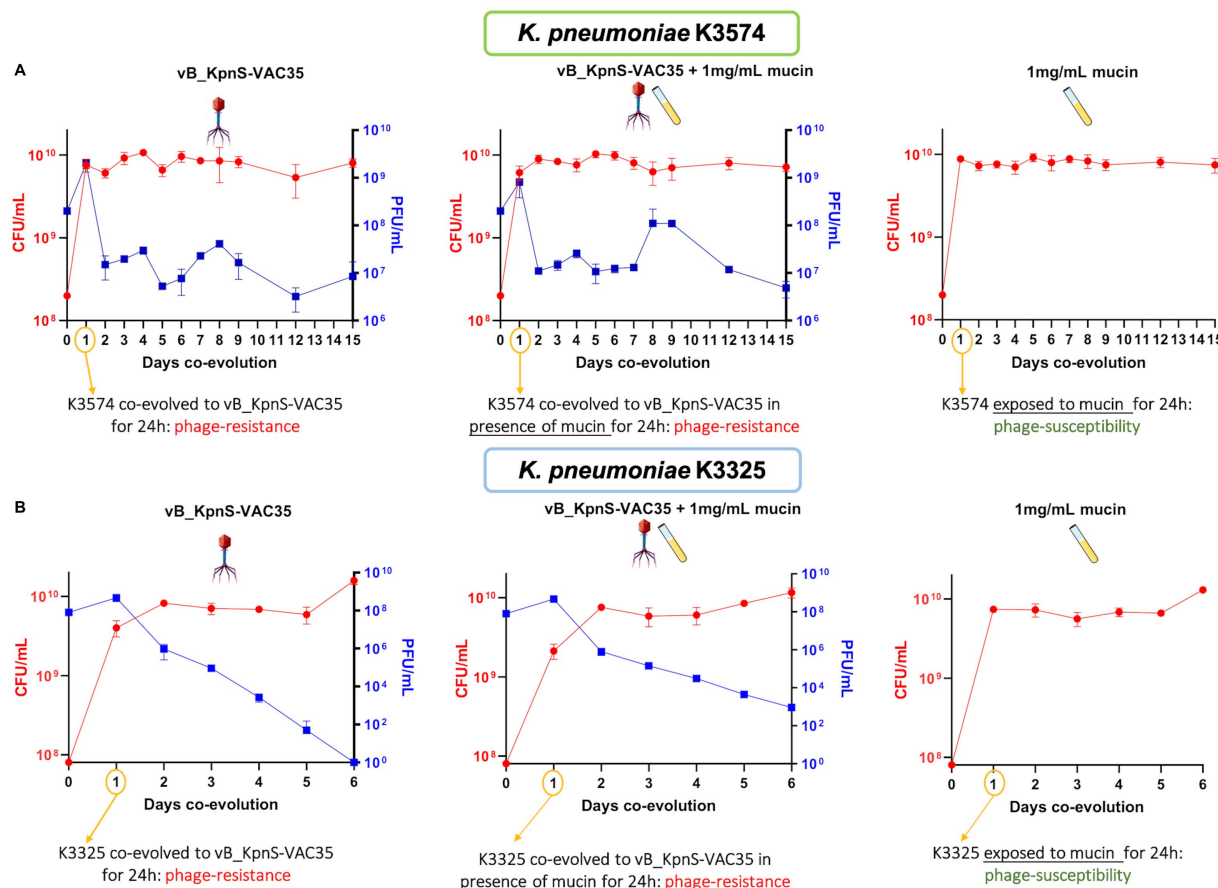 K. pneumoniae K3574
A
vB_KpnS-VAC35
vB_KpnS-VAC35 + 1mg/mL mucin
1mg/mL mucin
10^10
10^9
10^8
CFU/mL
10^10
10^9
10^8
10^7
10^6
PFU/mL
0 1 2 3 4 5 6 7 8 9 10 11 12 13 14 15
Days co-evolution
K3574 co-evolved to vB_KpnS-VAC35
for 24h: phage-resistance
10^10
10^9
10^8
CFU/mL
10^10
10^9
10^8
10^7
10^6
PFU/mL
0 1 2 3 4 5 6 7 8 9 10 11 12 13 14 15
Days co-evolution
K3574 co-evolved to vB_KpnS-VAC35 in
presence of mucin for 24h: phage-resistance
10^10
10^9
10^8
CFU/mL
0 1 2 3 4 5 6 7 8 9 10 11 12 13 14 15
Days co-evolution
K3574 exposed to mucin for 24h:
phage-susceptibility
K. pneumoniae K3325
B
vB_KpnS-VAC35
vB_KpnS-VAC35 + 1mg/mL mucin
1mg/mL mucin
10^10
10^9
10^8
CFU/mL
10^10
10^8
10^6
10^4
10^2
10^0
PFU/mL
0 1 2 3 4 5 6
Days co-evolution
K3325 co-evolved to vB_KpnS-VAC35
for 24h: phage-resistance
10^10
10^9
10^8
CFU/mL
10^10
10^8
10^6
10^4
10^2
10^0
PFU/mL
0 1 2 3 4 5 6
Days co-evolution
K3325 co-evolved to vB_KpnS-VAC35 in
presence of mucin for 24h: phage-resistance
10^10
10^9
10^8
CFU/mL
0 1 2 3 4 5 6
Days co-evolution
K3325 exposed to mucin for 24h:
phage-susceptibility